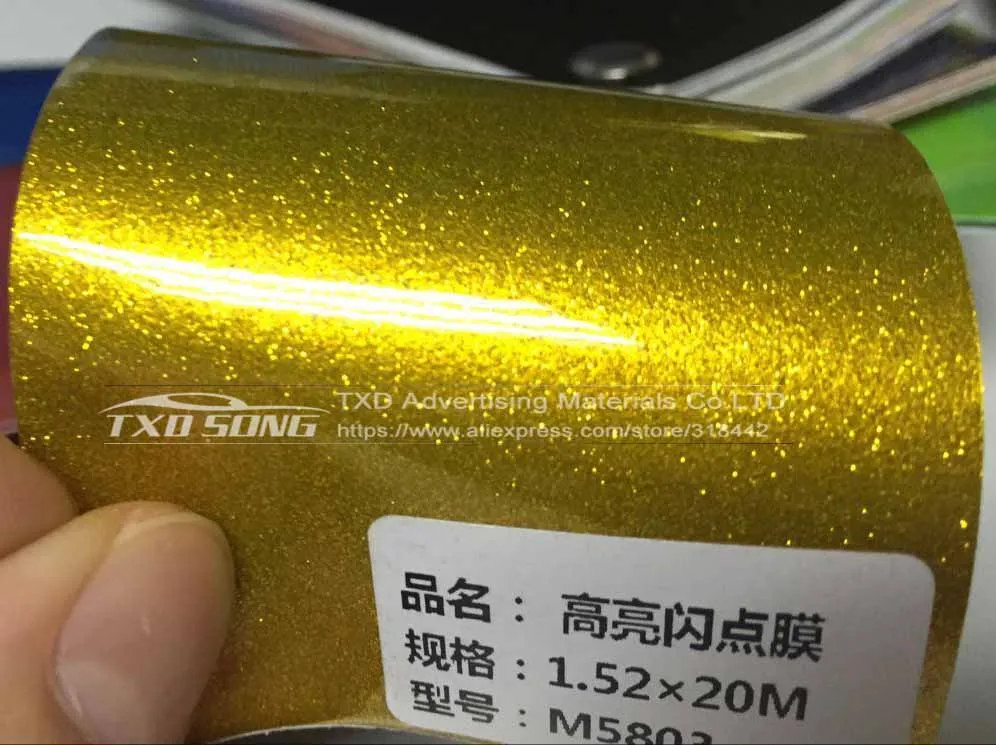 TXD SONG
TXD Advertising Materials Co.LTD
https://www.aliexpress.com/store/318442
品名：高亮闪点膜
规格：1.52×20M
型号：M5803